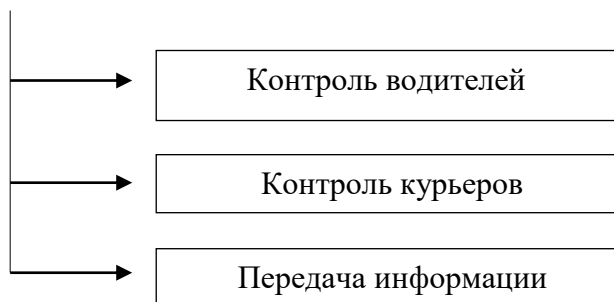 Контроль водителей
Контроль курьеров
Передача информации